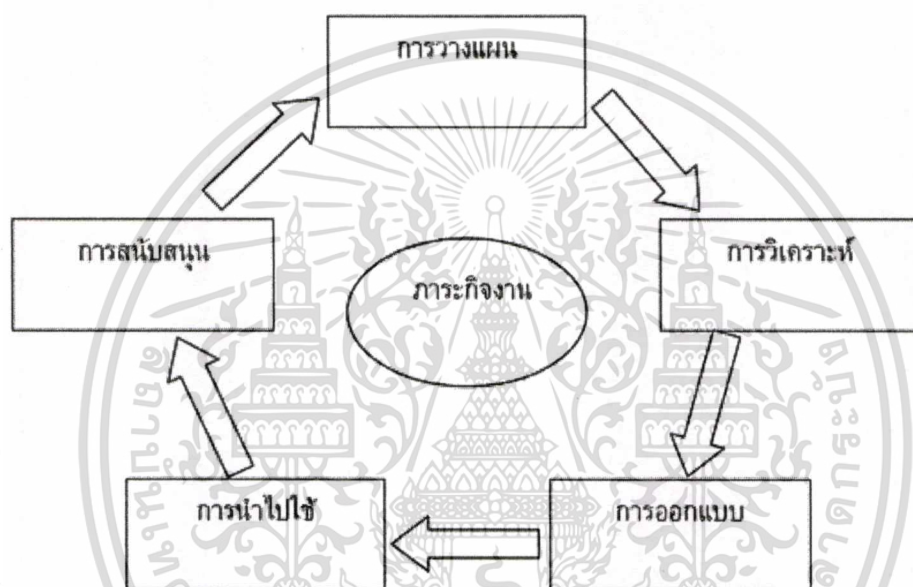 การวางแผน
การสนับสนุน
การวิเคราะห์
ภาระกิจงาน
การนำไปใช้
การออกแบบ